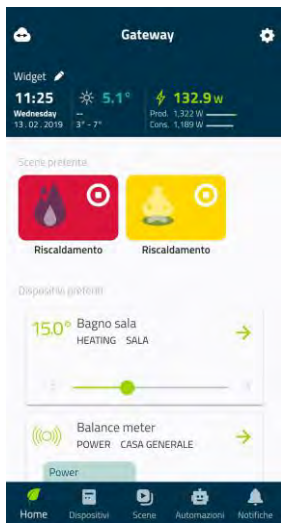 Gateway
Widget
11:25
Wednesday
13.02.2019
5.1°
--
3° - 7°
132.9 W
Prod. 1,322 W
Cons. 1,189 W
Scene preferite
Riscaldamento
Riscaldamento
Dispositivi preferiti
15.0° Bagno sala
HEATING SALA
Balance meter
POWER CASA GENERALE
Power
Home Dispositivi Scene Automazioni Notifiche